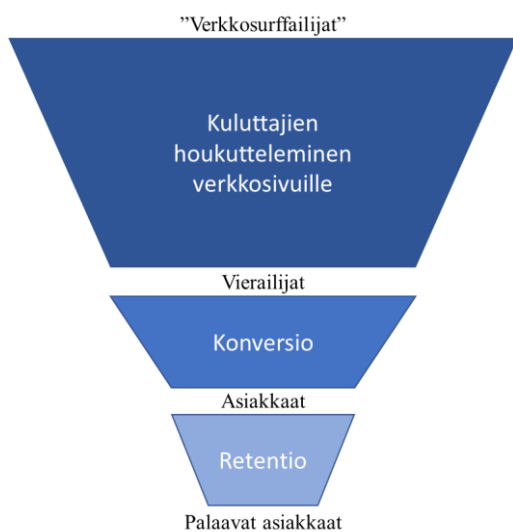 ”Verkkosurffailijat”
Kuluttajien
houkutteleminen
verkkosivuille
Vierailijat
Konversio
Asiakkaat
Retentio
Palaavat asiakkaat